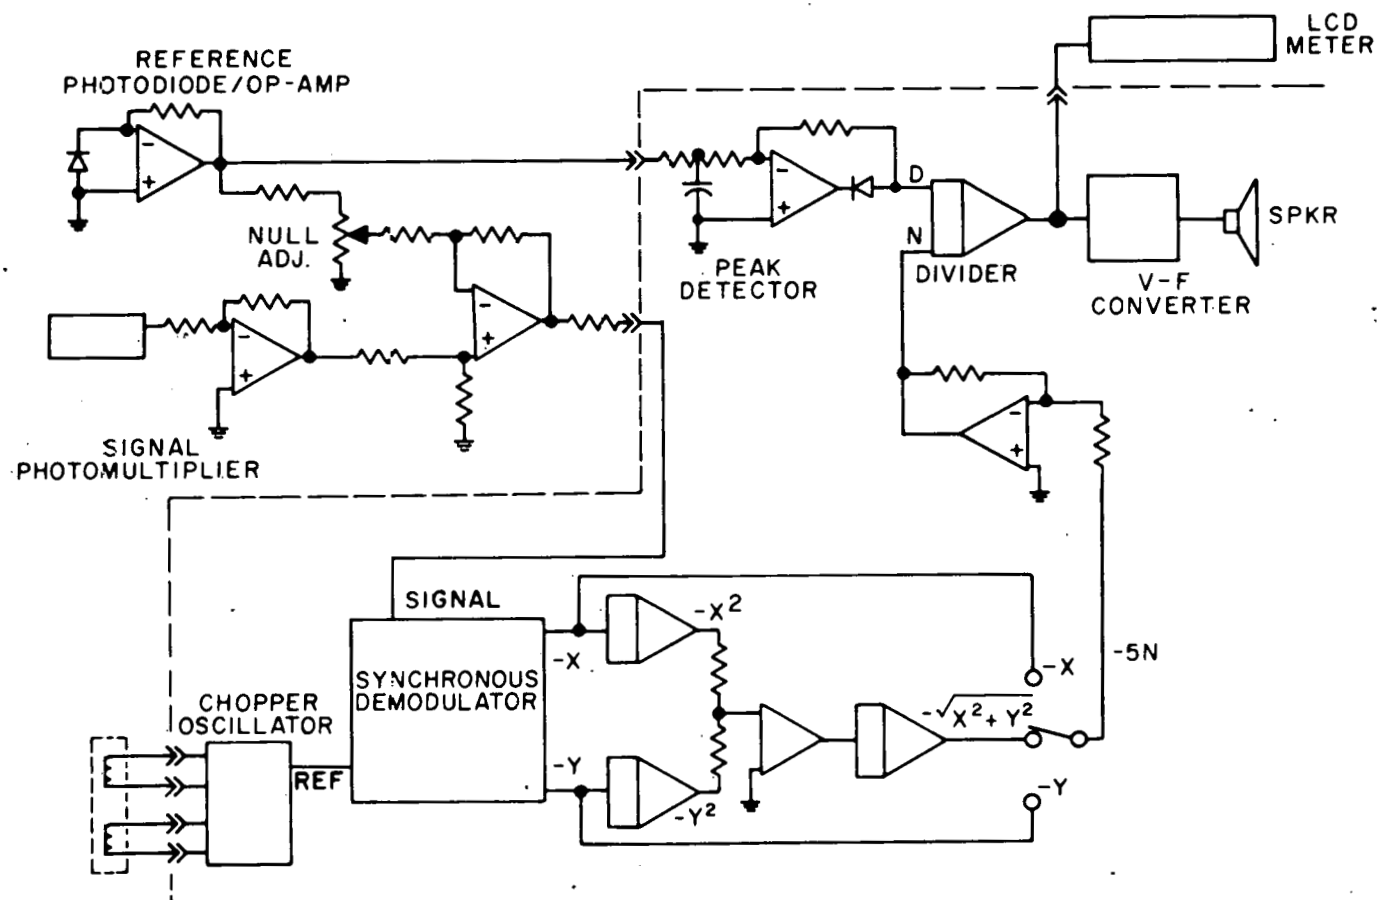 LCD
METER
REFERENCE
PHOTODIODE/OP-AMP
-
+
-
+
D
N
DIVIDER
SPKR
NULL
ADJ.
PEAK
DETECTOR
V-F
CONVERTER
-
+
-
+
-
+
SIGNAL
PHOTOMULTIPLIER
SIGNAL
-X²
-X
SYNCHRONOUS
DEMODULATOR
-5N
-X
CHOPPER
OSCILLATOR
-√X²+Y²
REF
-Y
-Y²
-Y